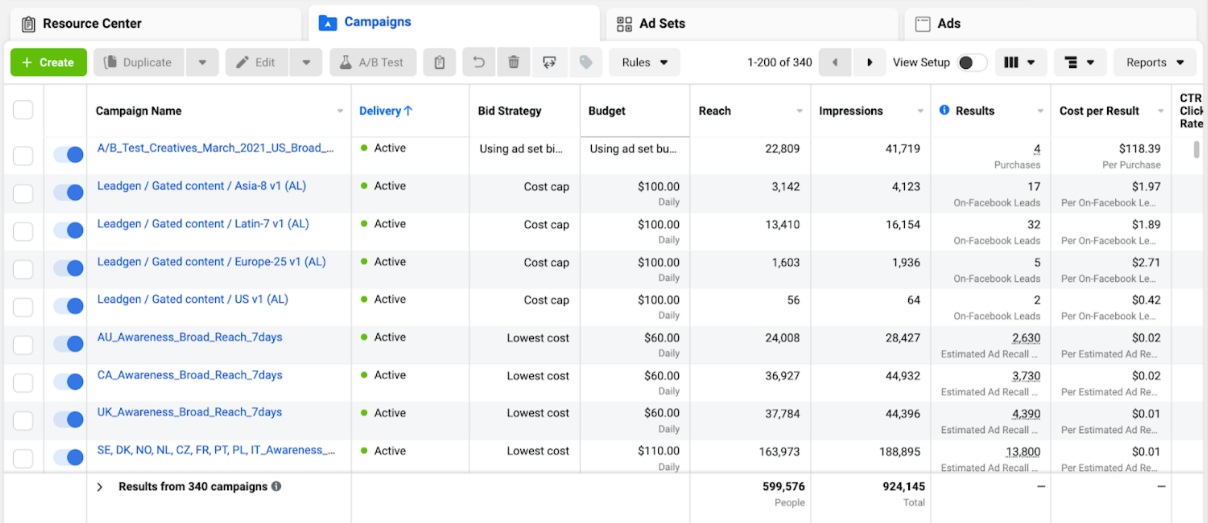 Resource Center
Campaigns
Ad Sets
Ads
+ Create
Duplicate
Edit
A/B Test
Rules
1-200 of 340
View Setup
Reports
Campaign Name
Delivery↑
Bid Strategy
Budget
Reach
Impressions
Results
Cost per Result
CTR
Click
Rate
A/B_Test_Creatives_March_2021_US_Broad_... Active Using ad set bi... Using ad set bu... 22,809 41,719 4 $118.39
Purchases Per Purchase
Leadgen / Gated content / Asia-8 v1 (AL) Active Cost cap $100.00 3,142 4,123 17 $1.97
Daily On-Facebook Leads Per On-Facebook Le...
Leadgen / Gated content / Latin-7 v1 (AL) Active Cost cap $100.00 13,410 16,154 32 $1.89
Daily On-Facebook Leads Per On-Facebook Le...
Leadgen / Gated content / Europe-25 v1 (AL) Active Cost cap $100.00 1,603 1,936 5 $2.71
Daily On-Facebook Leads Per On-Facebook Le...
Leadgen / Gated content / US v1 (AL) Active Cost cap $100.00 56 64 2 $0.42
Daily On-Facebook Leads Per On-Facebook Le...
AU_Awareness_Broad_Reach_7days Active Lowest cost $60.00 24,008 28,427 2,630 $0.02
Daily Estimated Ad Recall ... Per Estimated Ad Re...
CA_Awareness_Broad_Reach_7days Active Lowest cost $60.00 36,927 44,932 3,730 $0.02
Daily Estimated Ad Recall ... Per Estimated Ad Re...
UK_Awareness_Broad_Reach_7days Active Lowest cost $60.00 37,784 44,396 4,390 $0.01
Daily Estimated Ad Recall ... Per Estimated Ad Re...
SE, DK, NO, NL, CZ, FR, PT, PL, IT_Awareness_... Active Lowest cost $110.00 163,973 188,895 13,800 $0.01
Daily Estimated Ad Recall ... Per Estimated Ad Re...
Results from 340 campaigns 599,576 924,145 — —
People Total